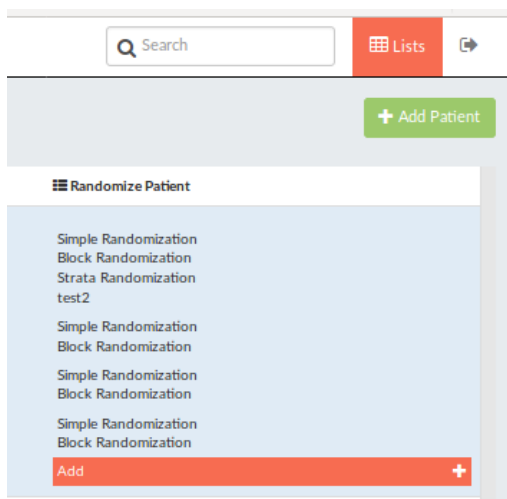 Search
Lists
Add Patient
Randomize Patient
Simple Randomization
Block Randomization
Strata Randomization
test2
Simple Randomization
Block Randomization
Simple Randomization
Block Randomization
Simple Randomization
Block Randomization
Add